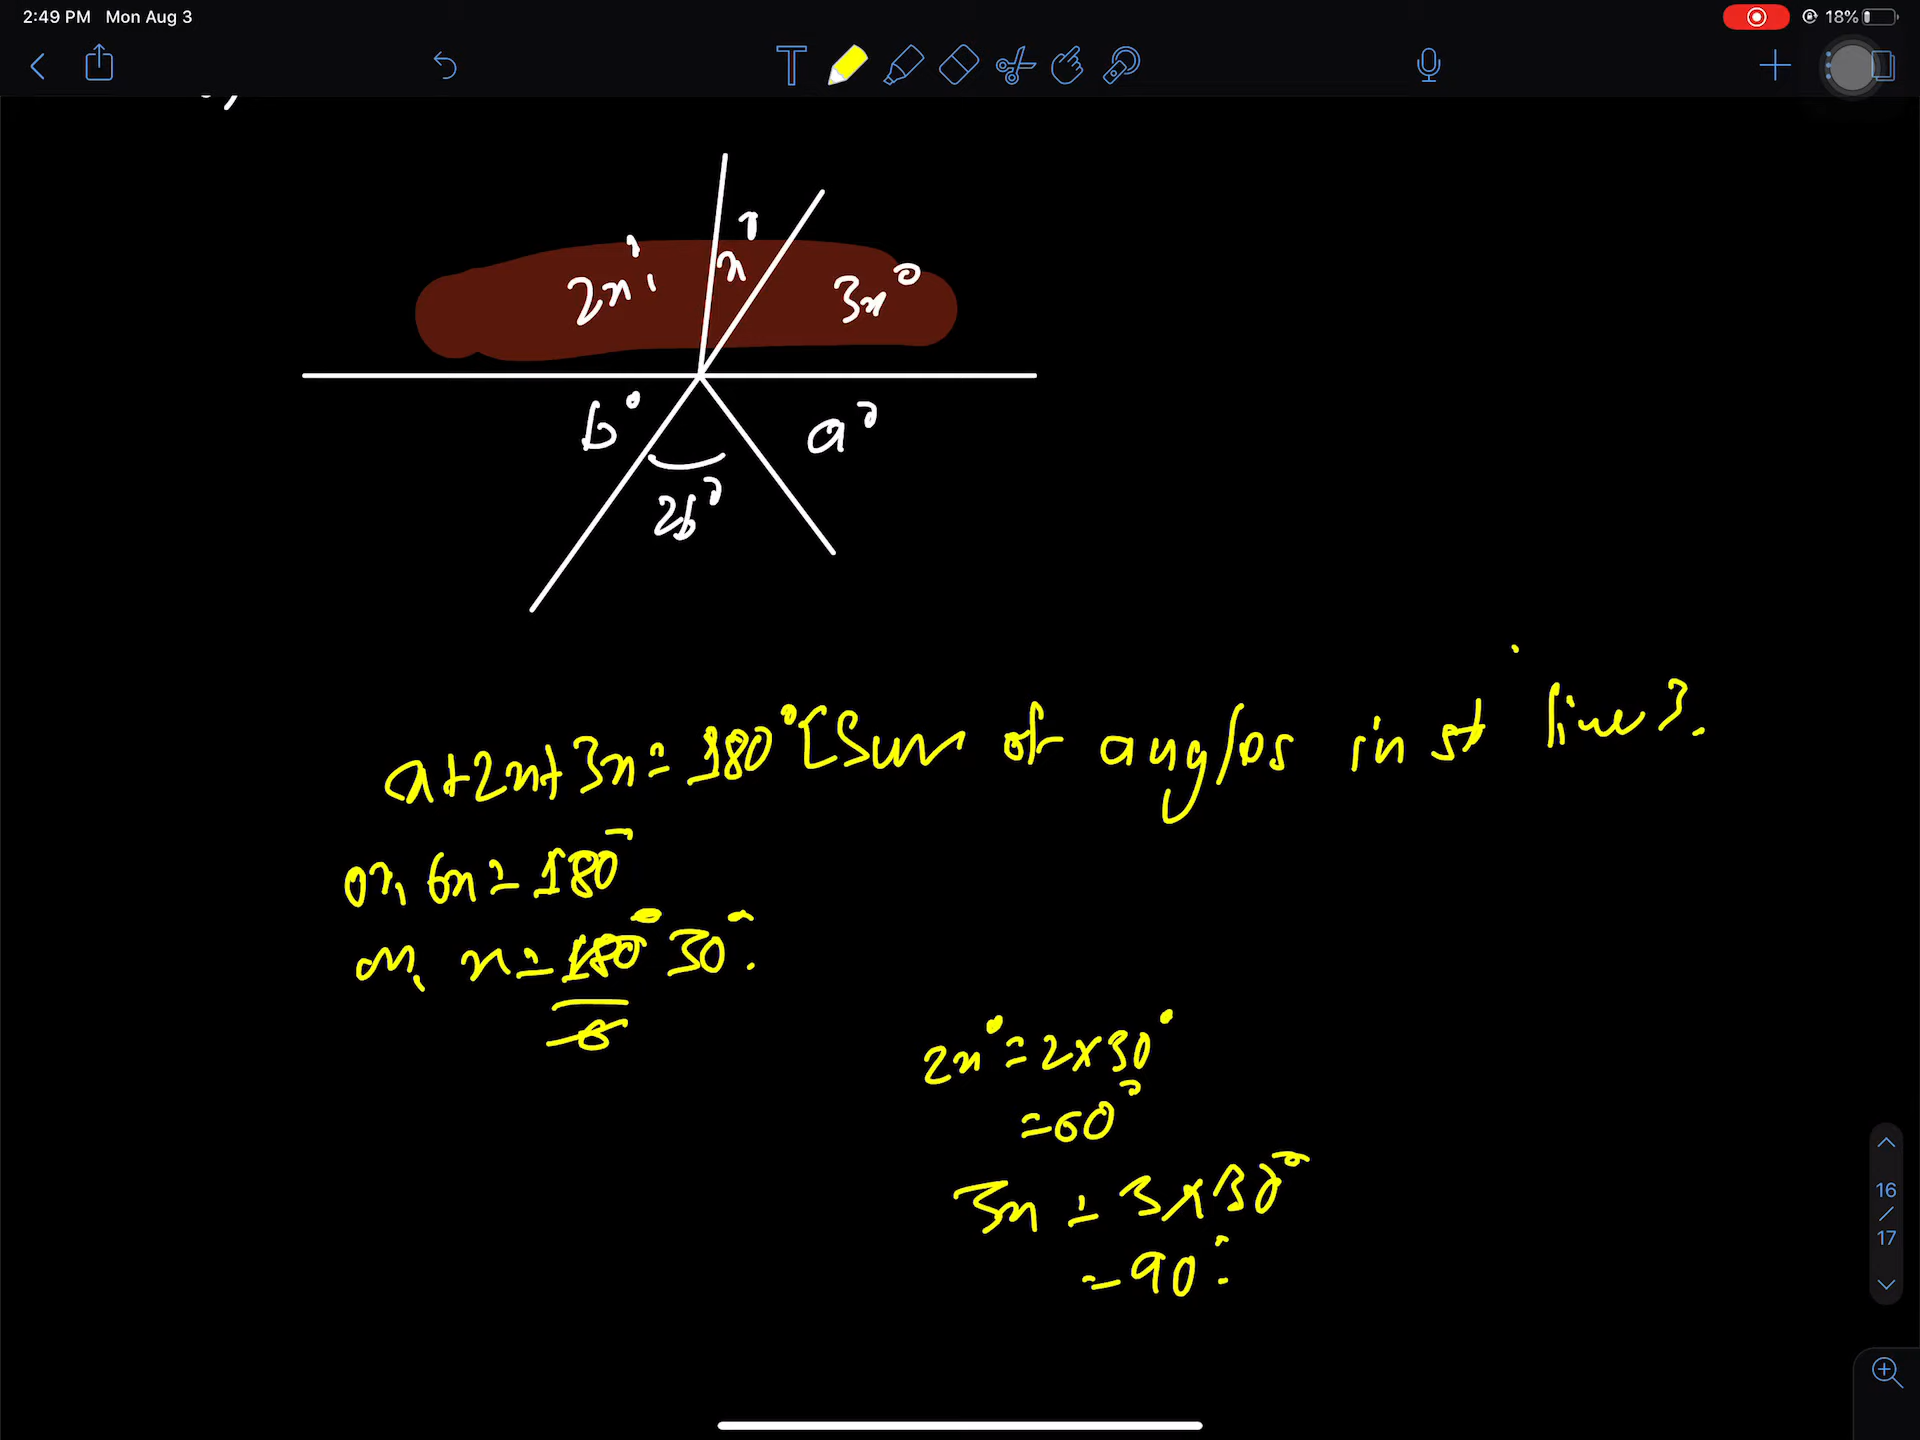 2:49 PM Mon Aug 3
18%
x°
2x° 3x°
b° a°
2b°
x+2x+3x=180° [Sum of angles in st line].
or, 6x=180°
or, x=180° 30°.
6
2x°=2×30°
=60°
3x=3×30°
=90°.
16
/
17